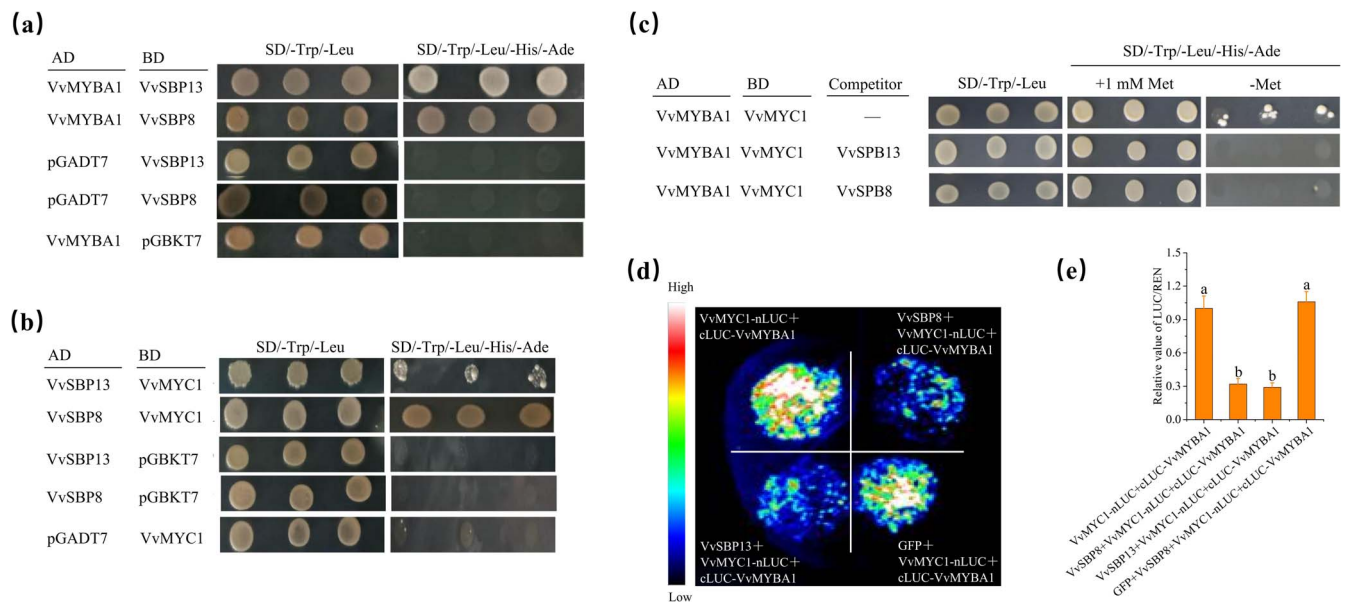 (a)
SD/-Trp/-Leu SD/-Trp/-Leu/-His/-Ade
AD BD
VvMYBA1 VvSBP13
VvMYBA1 VvSBP8
pGADT7 VvSBP13
pGADT7 VvSBP8
VvMYBA1 pGBKT7
(b)
SD/-Trp/-Leu SD/-Trp/-Leu/-His/-Ade
AD BD
VvSBP13 VvMYC1
VvSBP8 VvMYC1
VvSBP13 pGBKT7
VvSBP8 pGBKT7
pGADT7 VvMYC1
(c)
SD/-Trp/-Leu/-His/-Ade
AD BD Competitor SD/-Trp/-Leu +1 mM Met -Met
VvMYBA1 VvMYC1 —
VvMYBA1 VvMYC1 VvSPB13
VvMYBA1 VvMYC1 VvSPB8
(d)
High
VvMYC1-nLUC+
cLUC-VvMYBA1
VvSBP8+
VvMYC1-nLUC+
cLUC-VvMYBA1
VvSBP13+
VvMYC1-nLUC+
cLUC-VvMYBA1
GFP+
VvMYC1-nLUC+
cLUC-VvMYBA1
Low
(e)
Relative value of LUC/REN
1.5
1.2
0.9
0.6
0.3
0.0
a
b
b
a
VvMYC1-nLUC+cLUC-VvMYBA1
VvSBP8+VvMYC1-nLUC+cLUC-VvMYBA1
VvSBP13+VvMYC1-nLUC+cLUC-VvMYBA1
GFP+VvSBP8+VvMYC1-nLUC+cLUC-VvMYBA1